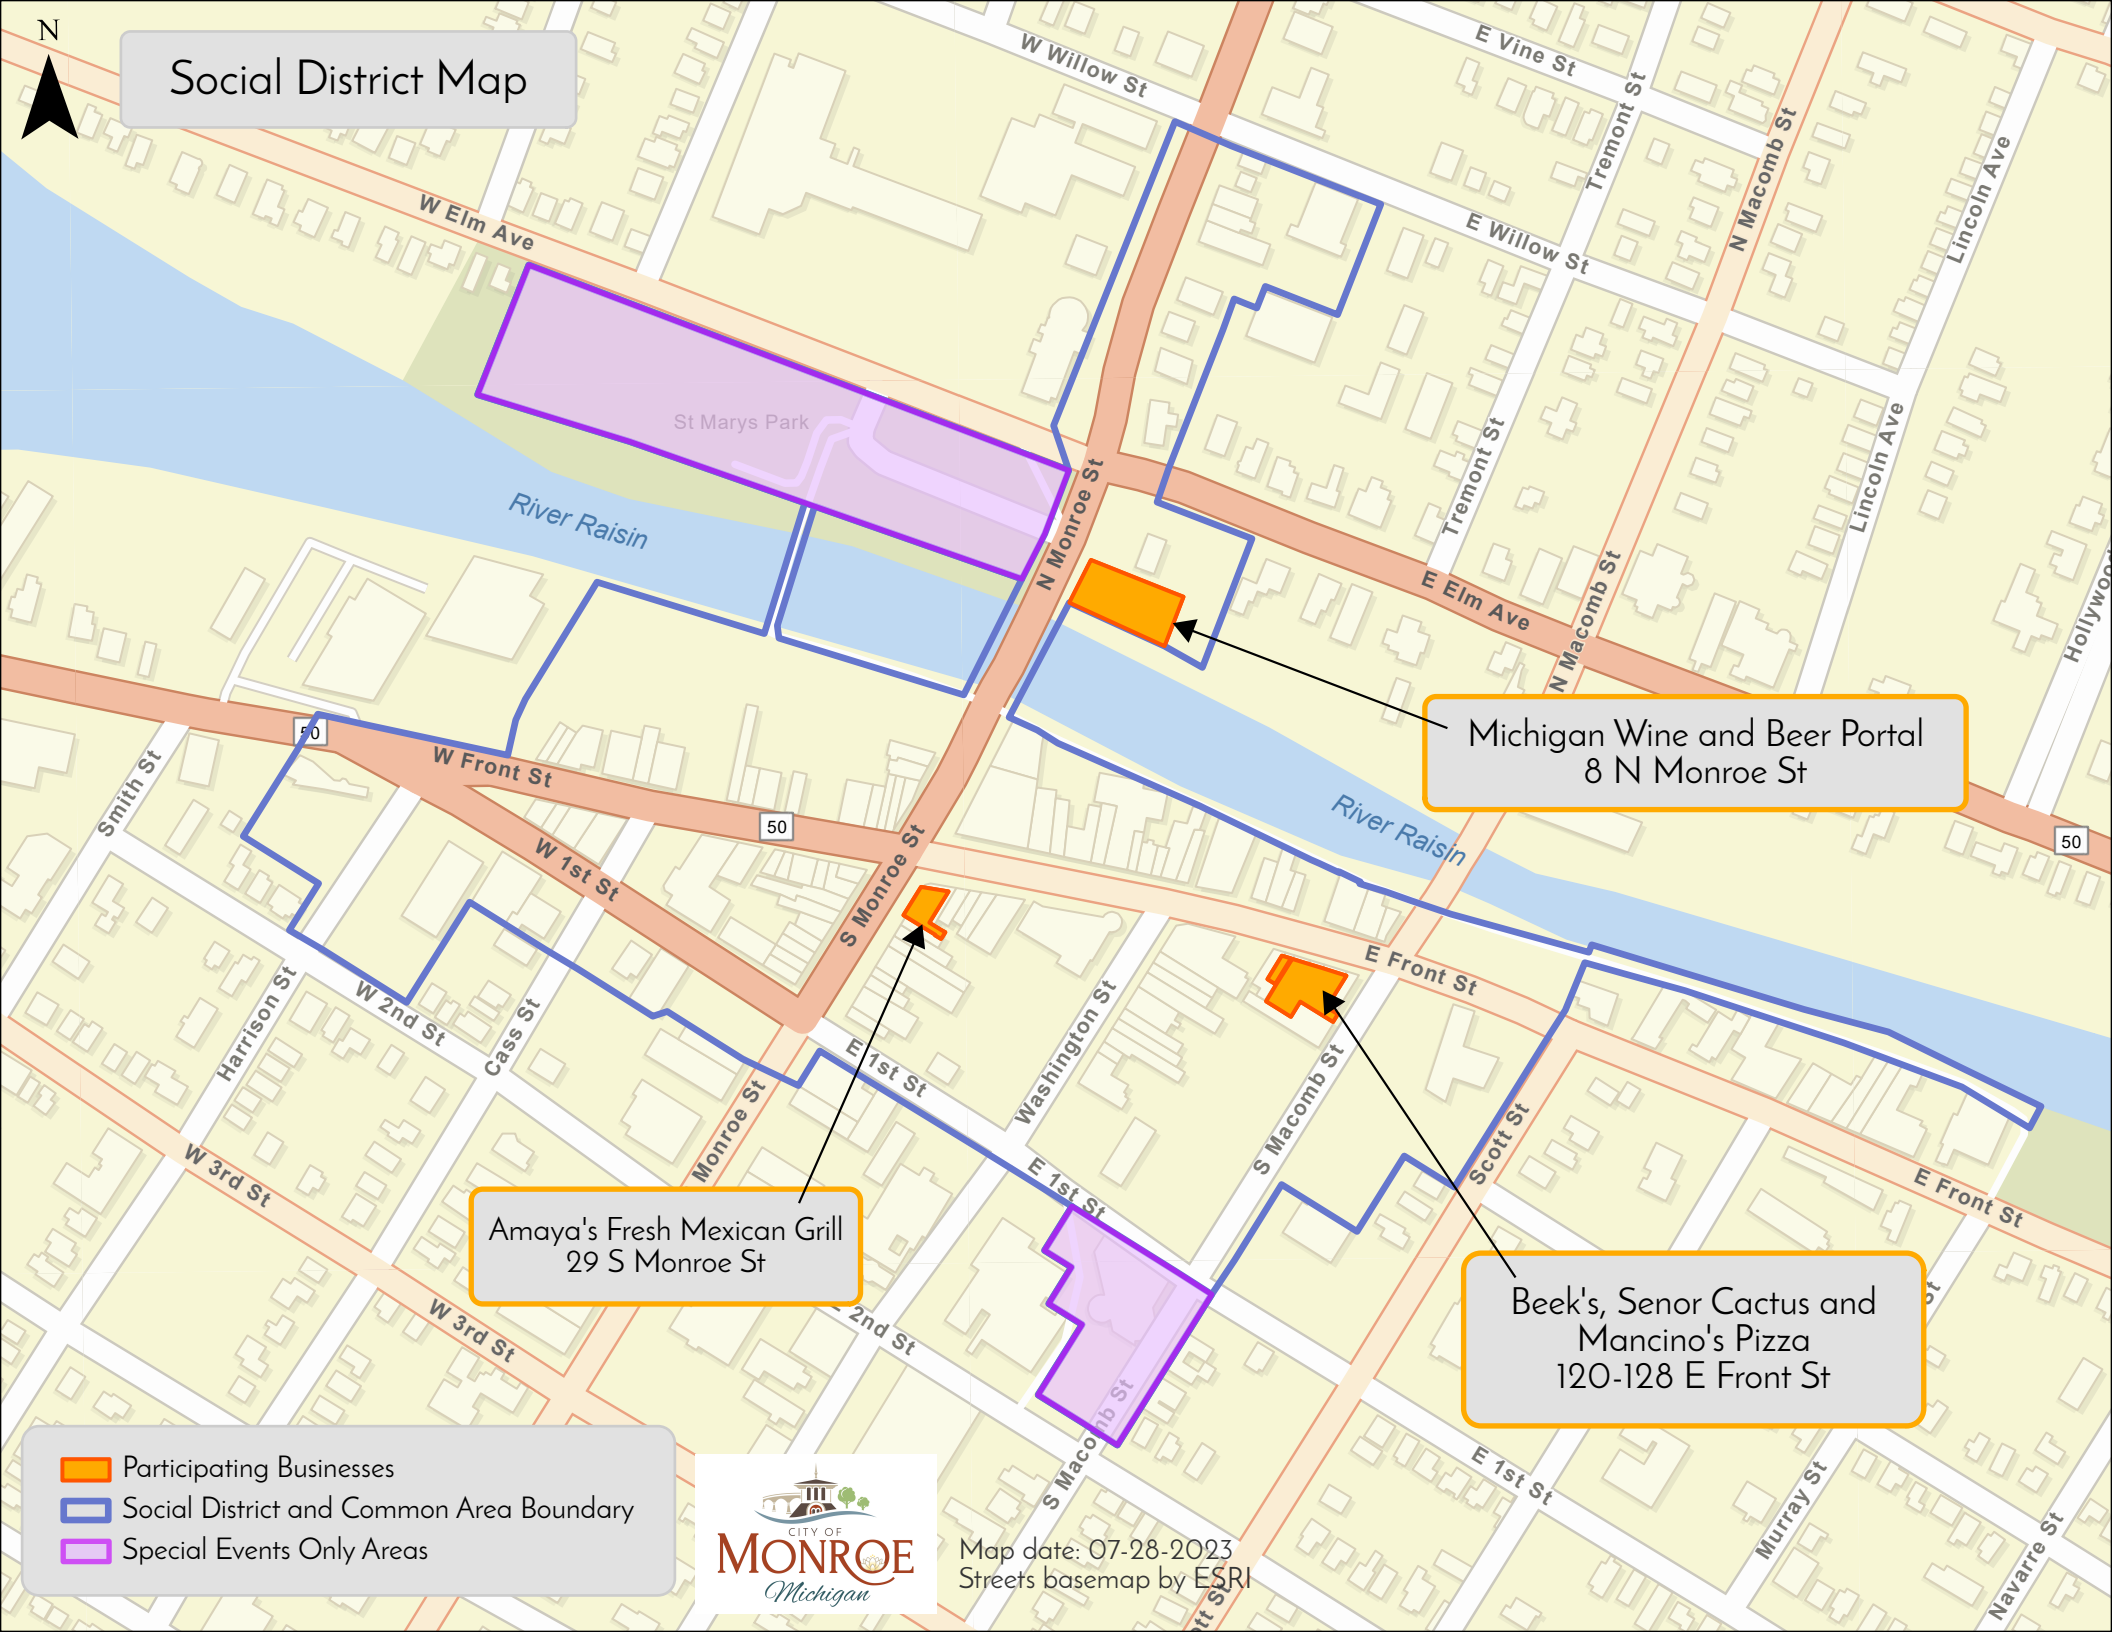 N
Social District Map
W Willow St
E Vine St
Tremont St
N Macomb St
Lincoln Ave
W Elm Ave
E Willow St
St Marys Park
River Raisin
N Monroe St
Tremont St
Lincoln Ave
E Elm Ave
N Macomb St
Michigan Wine and Beer Portal
8 N Monroe St
50
W Front St
Smith St
50
River Raisin
50
W 1st St
S Monroe St
E Front St
Harrison St
W 2nd St
Cass St
E 1st St
Washington St
S Macomb St
Scott St
Monroe St
W 3rd St
E 1st St
E Front St
Amaya's Fresh Mexican Grill
29 S Monroe St
Beek's, Senor Cactus and
Mancino's Pizza
120-128 E Front St
W 3rd St
2nd St
S Macomb St
E 1st St
Murray St
Navarre St
Participating Businesses
Social District and Common Area Boundary
Special Events Only Areas
CITY OF
MONROE
Michigan
Map date: 07-28-2023
Streets basemap by ESRI